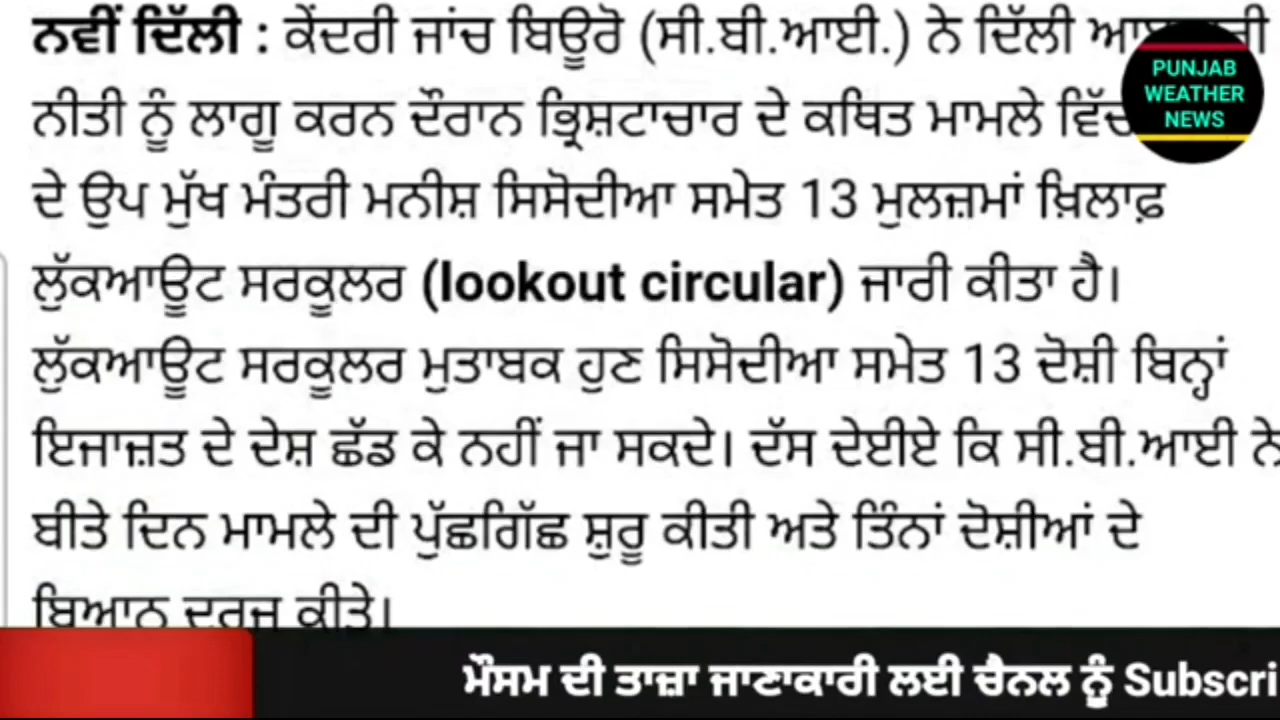 ਨਵੀਂ ਦਿੱਲੀ : ਕੇਂਦਰੀ ਜਾਂਚ ਬਿਊਰੋ (ਸੀ.ਬੀ.ਆਈ.) ਨੇ ਦਿੱਲੀ
ਨੀਤੀ ਨੂੰ ਲਾਗੂ ਕਰਨ ਦੌਰਾਨ ਭ੍ਰਿਸ਼ਟਾਚਾਰ ਦੇ ਕਥਿਤ ਮਾਮਲੇ ਵਿੱਚ
ਦੇ ਉਪ ਮੁੱਖ ਮੰਤਰੀ ਮਨੀਸ਼ ਸਿਸੋਦੀਆ ਸਮੇਤ 13 ਮੁਲਜ਼ਮਾਂ ਖ਼ਿਲਾਫ਼
ਲੁੱਕਆਊਟ ਸਰਕੂਲਰ (lookout circular) ਜਾਰੀ ਕੀਤਾ ਹੈ।
ਲੁੱਕਆਊਟ ਸਰਕੂਲਰ ਮੁਤਾਬਕ ਹੁਣ ਸਿਸੋਦੀਆ ਸਮੇਤ 13 ਦੋਸ਼ੀ ਬਿਨ੍ਹਾਂ
ਇਜਾਜ਼ਤ ਦੇ ਦੇਸ਼ ਛੱਡ ਕੇ ਨਹੀਂ ਜਾ ਸਕਦੇ। ਦੱਸ ਦੇਈਏ ਕਿ ਸੀ.ਬੀ.ਆਈ ਨੇ
ਬੀਤੇ ਦਿਨ ਮਾਮਲੇ ਦੀ ਪੁੱਛਗਿੱਛ ਸ਼ੁਰੂ ਕੀਤੀ ਅਤੇ ਤਿੰਨਾਂ ਦੋਸ਼ੀਆਂ ਦੇ
ਬਿਆਨ ਦਰਜ ਕੀਤੇ।
PUNJAB
WEATHER
NEWS
ਮੌਸਮ ਦੀ ਤਾਜ਼ਾ ਜਾਣਕਾਰੀ ਲਈ ਚੈਨਲ ਨੂੰ Subscri